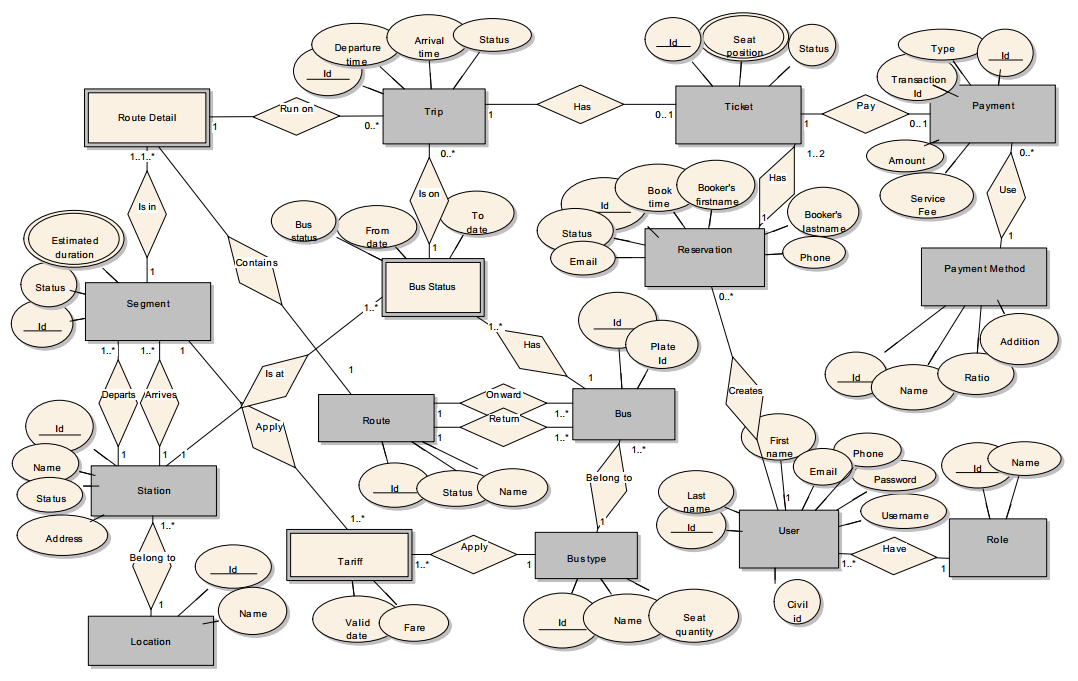 Departure
time
Arrival
time
Status
Id
Route Detail
Run on
Trip
1
0..*
1
Has
0..1
Id
Seat
position
Status
Ticket
1
Pay
0..1
Type
Id
Transaction
Id
Payment
Amount
Service
Fee
0..*
Use
1
Payment Method
Id
Name
Ratio
Addition
1..2
Has
1
Id
Book
time
Booker's
firstname
Booker's
lastname
Status
Email
Phone
Reservation
0..*
1..1..*
Is in
1
Estimated
duration
Status
Id
Segment
Contains
1
0..*
Is on
1
Bus
status
From
date
To
date
Bus Status
1..*
Is at
1
1..*
Has
1
Id
Plate
Id
Bus
Route
1
Onward
1..*
1
Return
1..*
Id
Status
Name
1..*
Departs
1
1..*
Arrives
1
1
Apply
1..*
Id
Name
Status
Address
Station
1..*
Belong to
1
Id
Name
Location
Tariff
Valid
date
Fare
1..*
Apply
1
Bus type
Id
Name
Seat
quantity
1..*
Belong to
1
Creates
1
First
name
Email
Phone
Password
Username
Last
name
Id
User
Civil
id
1..*
Have
1
Id
Name
Role